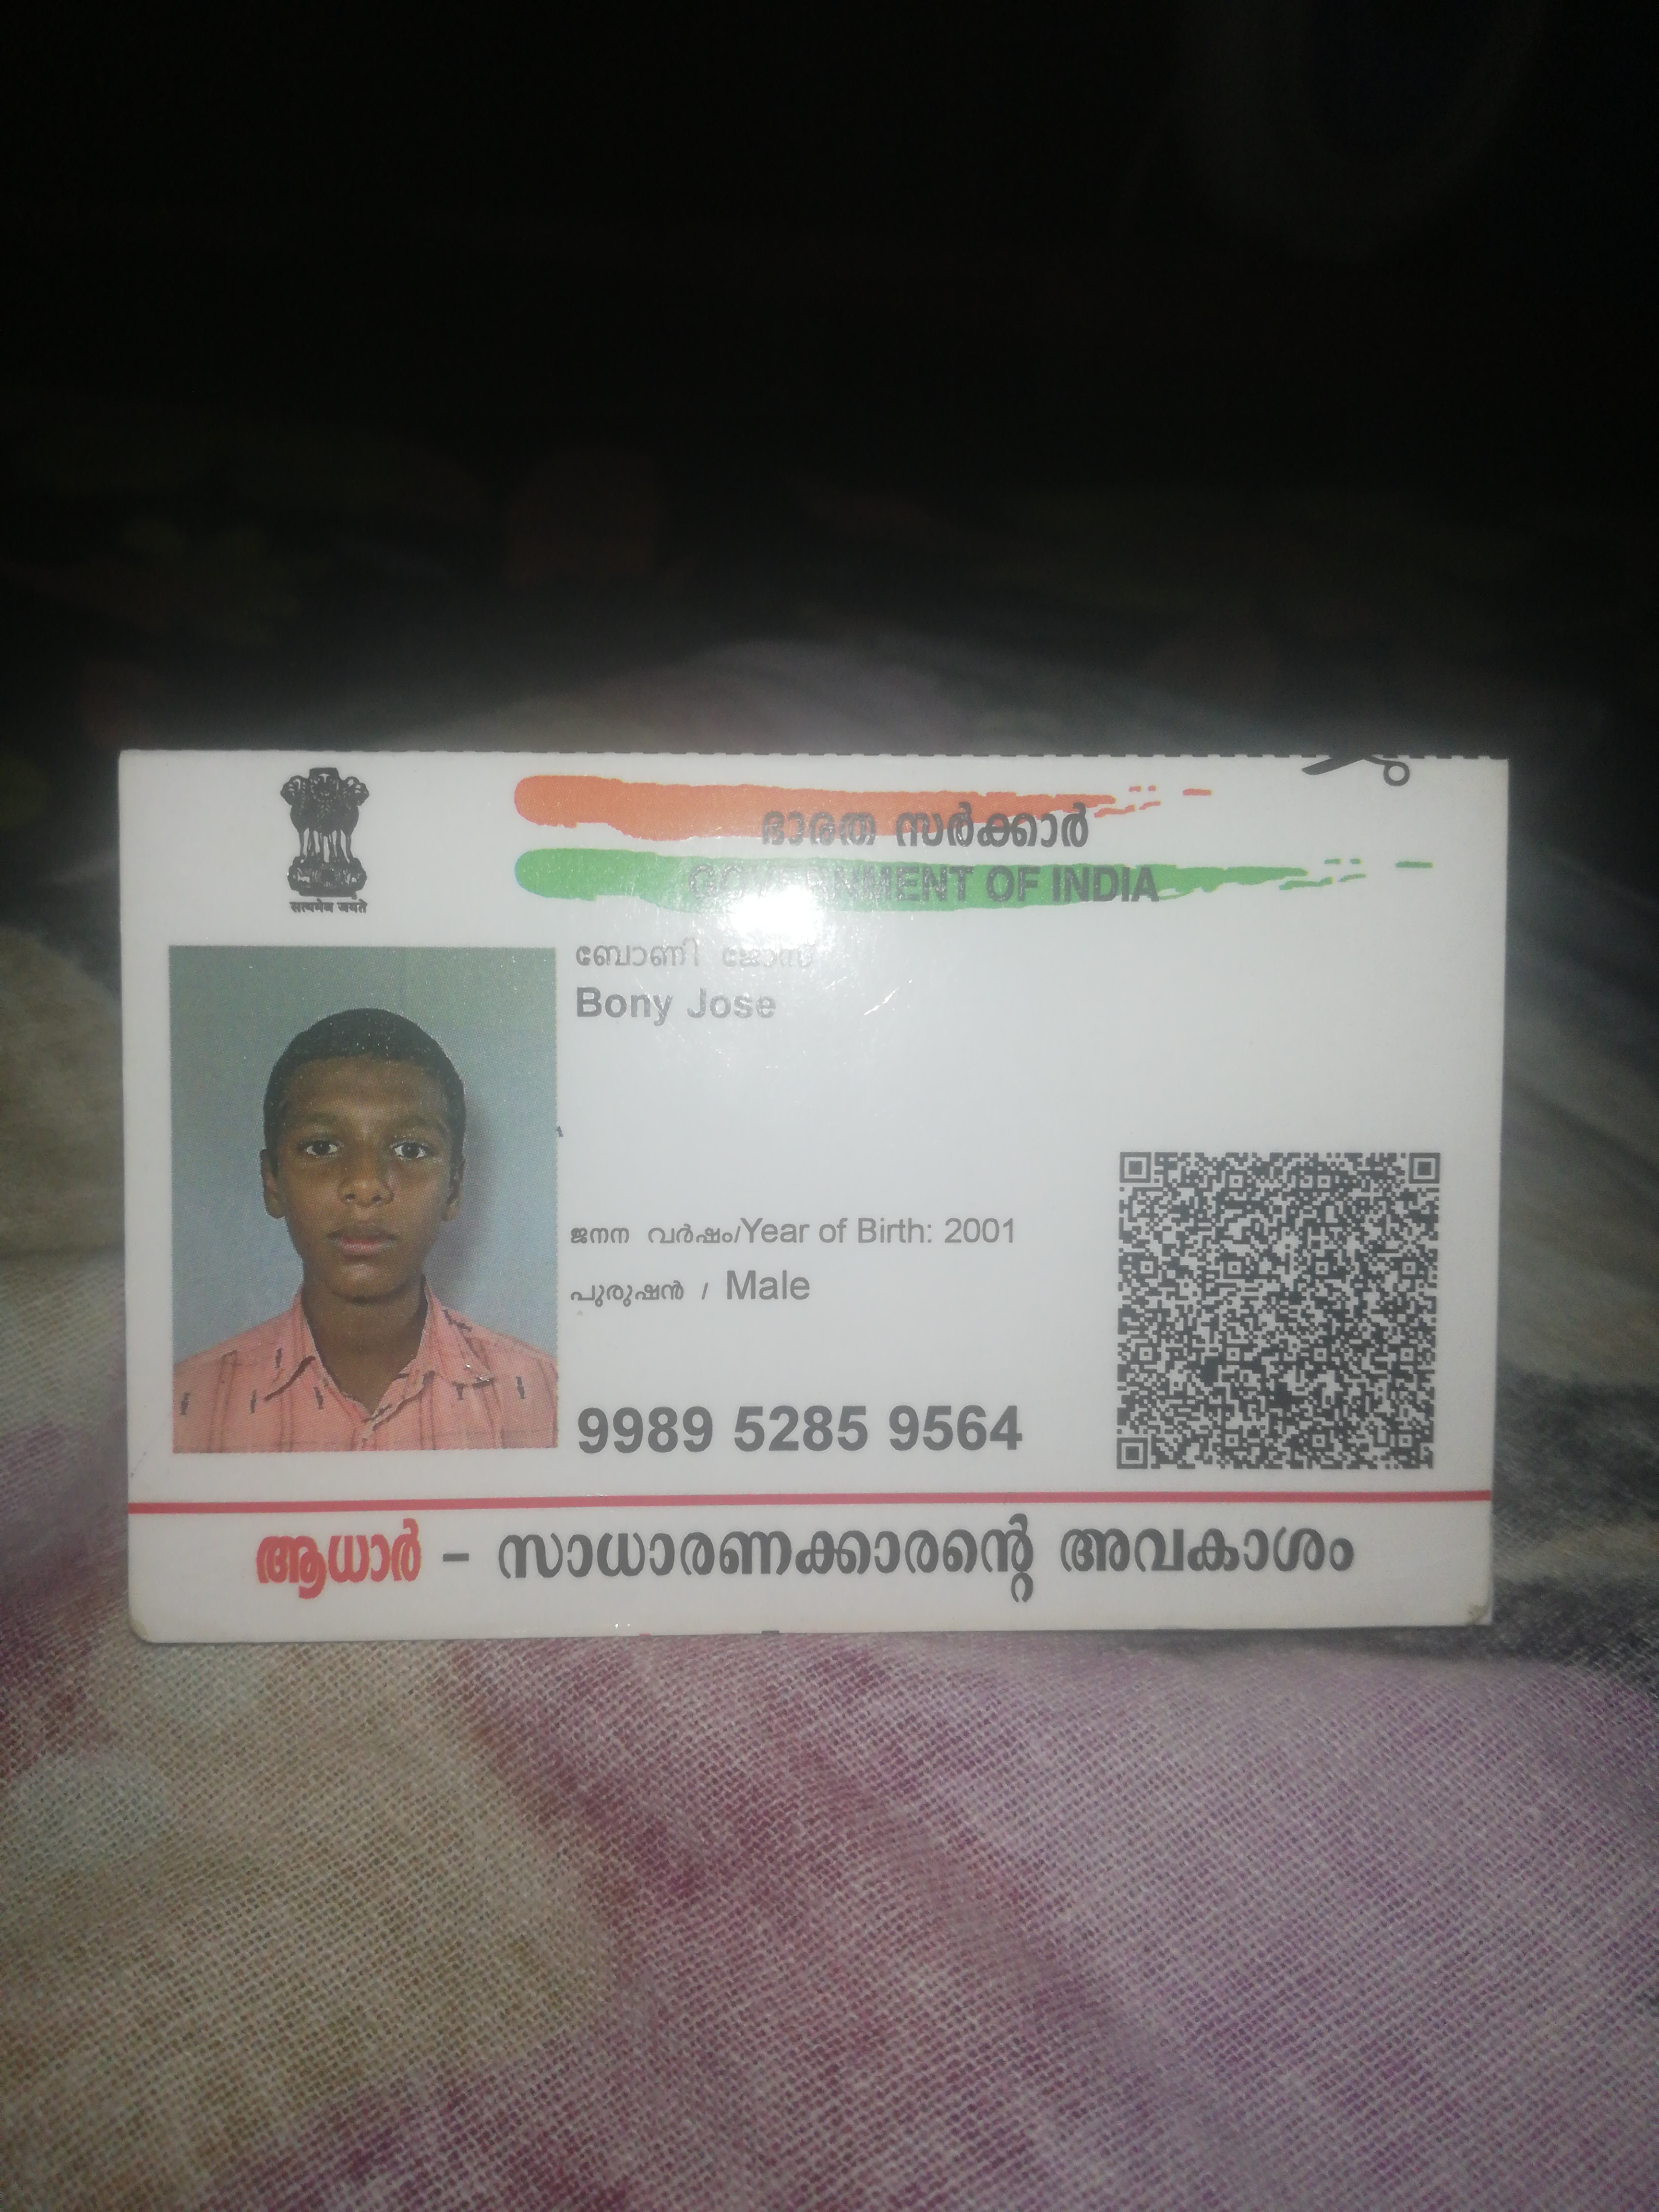 ഭാരത സർക്കാർ
GOVERNMENT OF INDIA
सत्यमेव जयते
ബോണി ജോസ്
Bony Jose
ജനന വർഷം/Year of Birth: 2001
പുരുഷൻ / Male
9989 5285 9564
ആധാർ - സാധാരണക്കാരന്റെ അവകാശം